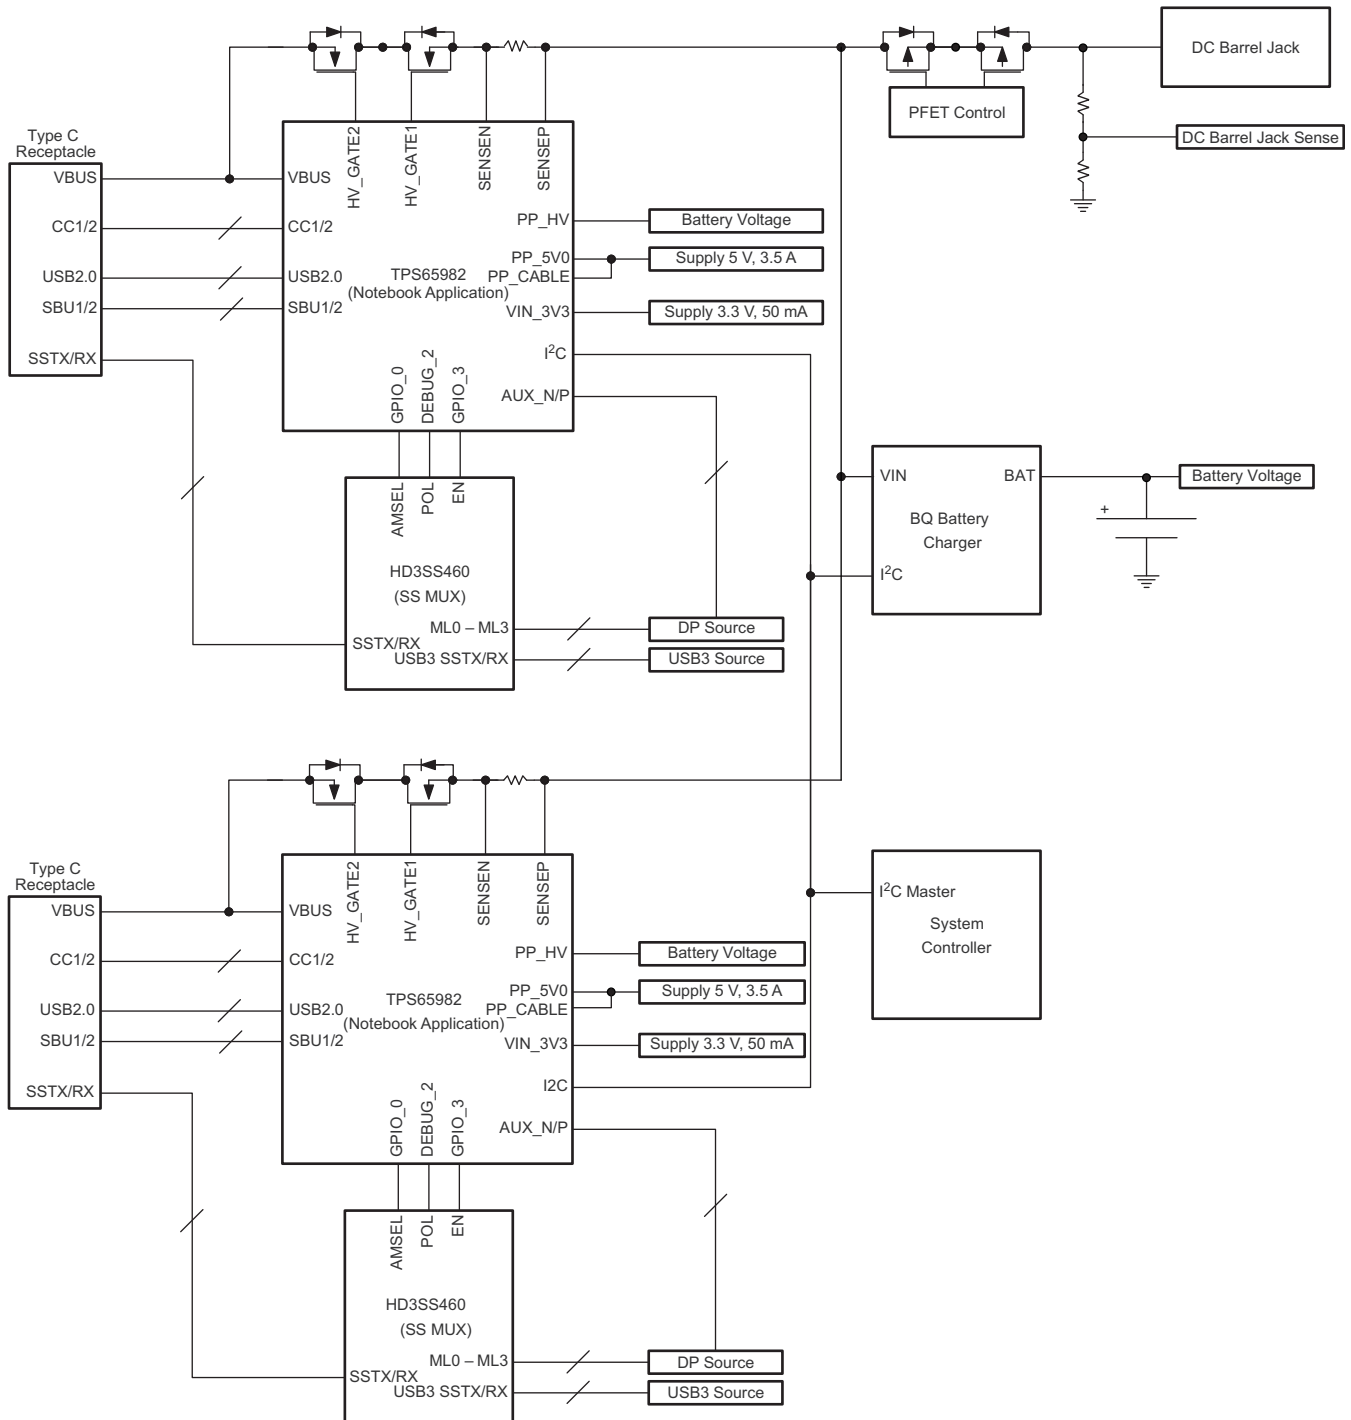 DC Barrel Jack
PFET Control
DC Barrel Jack Sense
Type C
Receptacle
VBUS
CC1/2
USB2.0
SBU1/2
SSTX/RX
HV_GATE2
HV_GATE1
SENSEN
SENSEP
VBUS
CC1/2
USB2.0
SBU1/2
TPS65982
(Notebook Application)
PP_HV
PP_5V0
PP_CABLE
VIN_3V3
I²C
AUX_N/P
GPIO_0
DEBUG_2
GPIO_3
Battery Voltage
Supply 5 V, 3.5 A
Supply 3.3 V, 50 mA
AMSEL
POL
EN
HD3SS460
(SS MUX)
ML0 – ML3
SSTX/RX
USB3 SSTX/RX
DP Source
USB3 Source
VIN
BAT
BQ Battery
Charger
I²C
Battery Voltage
+
Type C
Receptacle
VBUS
CC1/2
USB2.0
SBU1/2
SSTX/RX
HV_GATE2
HV_GATE1
SENSEN
SENSEP
VBUS
CC1/2
USB2.0
SBU1/2
TPS65982
(Notebook Application)
PP_HV
PP_5V0
PP_CABLE
VIN_3V3
I2C
AUX_N/P
GPIO_0
DEBUG_2
GPIO_3
Battery Voltage
Supply 5 V, 3.5 A
Supply 3.3 V, 50 mA
I²C Master
System
Controller
AMSEL
POL
EN
HD3SS460
(SS MUX)
ML0 – ML3
SSTX/RX
USB3 SSTX/RX
DP Source
USB3 Source